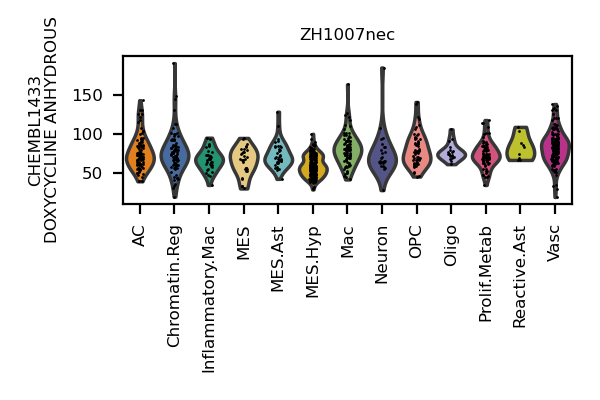 ZH1007nec
CHEMBL1433
DOXYCYCLINE ANHYDROUS
150
100
50
AC
Chromatin.Reg
Inflammatory.Mac
MES
MES.Ast
MES.Hyp
Mac
Neuron
OPC
Oligo
Prolif.Metab
Reactive.Ast
Vasc